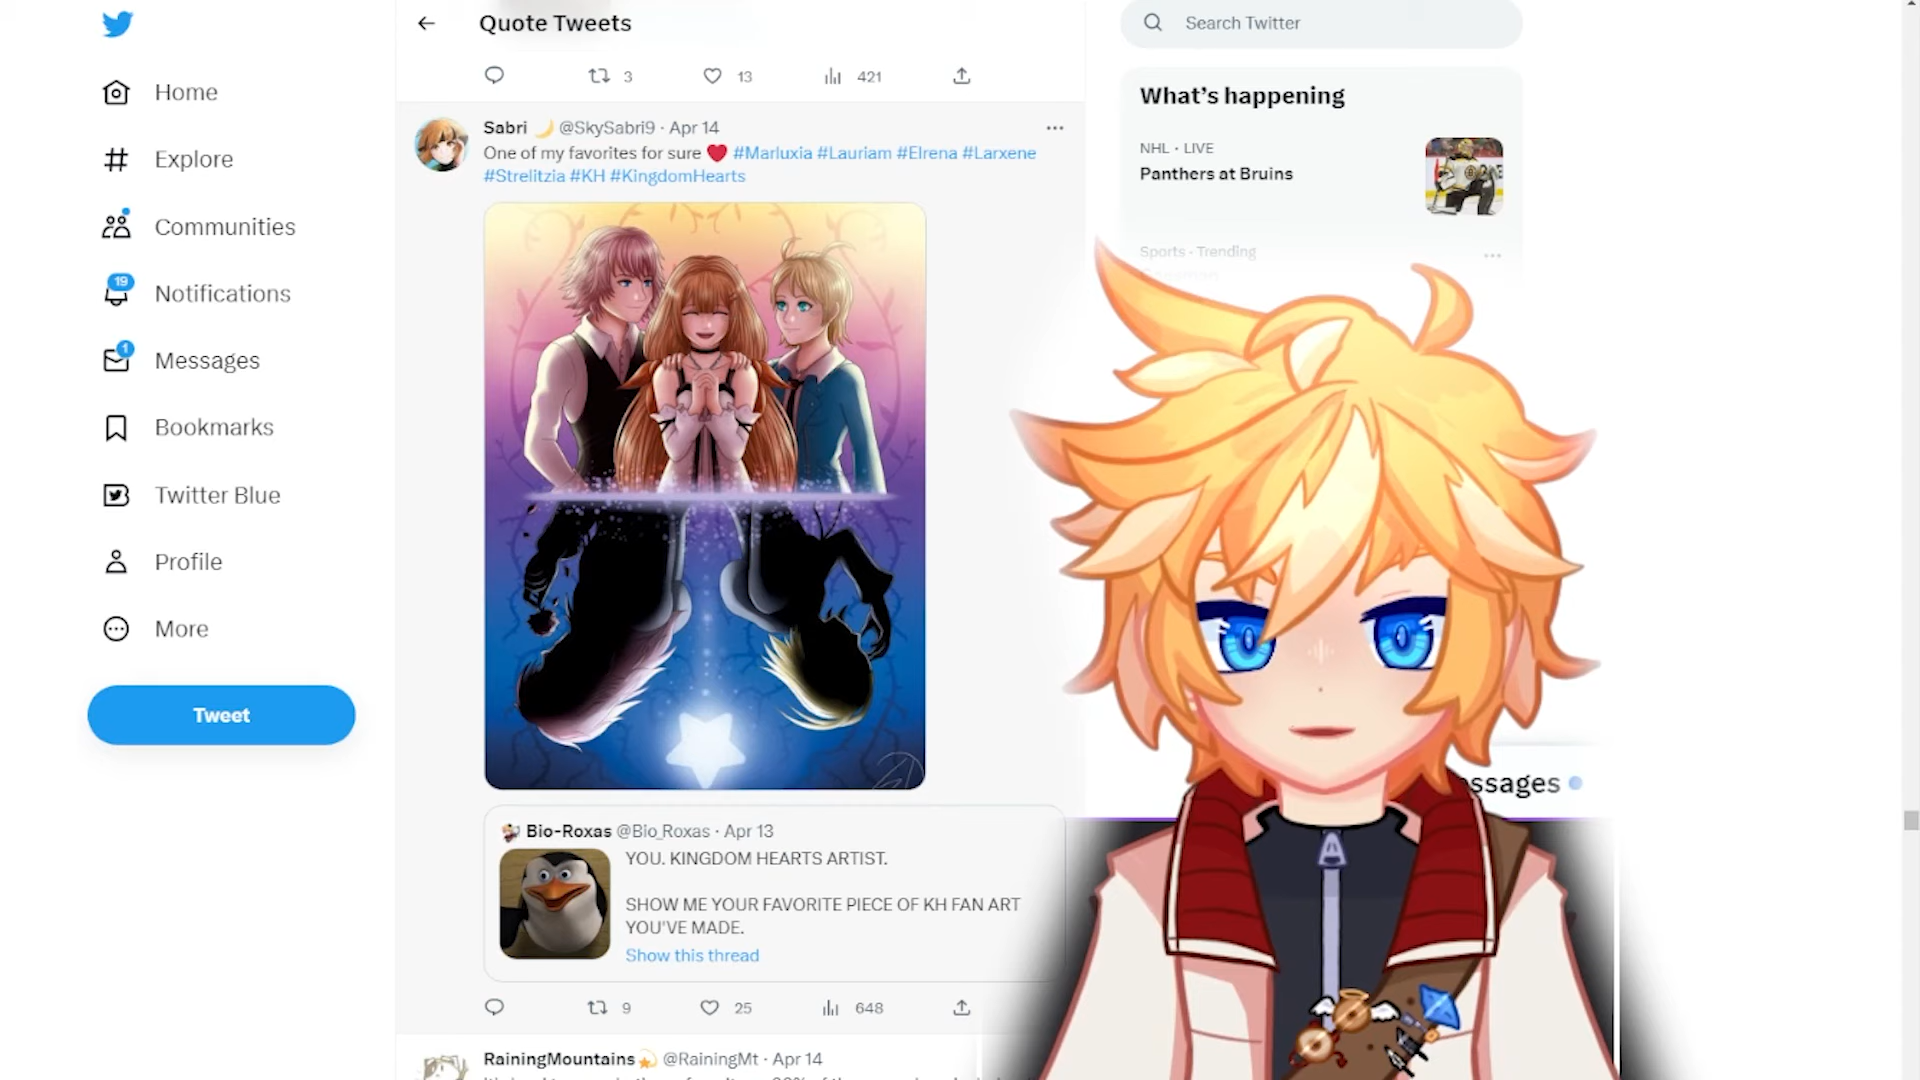 Home
Explore
Communities
19
Notifications
1
Messages
Bookmarks
Twitter Blue
Profile
More
Tweet
Quote Tweets
3 13 421
Sabri 🌙 @SkySabri9 · Apr 14
One of my favorites for sure ❤️ #Marluxia #Lauriam #Elrena #Larxene
#Strelitzia #KH #KingdomHearts
Bio-Roxas @Bio_Roxas · Apr 13
YOU. KINGDOM HEARTS ARTIST.
SHOW ME YOUR FAVORITE PIECE OF KH FAN ART
YOU'VE MADE.
Show this thread
9 25 648
RainingMountains 💫 @RainingMt · Apr 14
Search Twitter
What's happening
NHL · LIVE
Panthers at Bruins
Sports · Trending
ssages